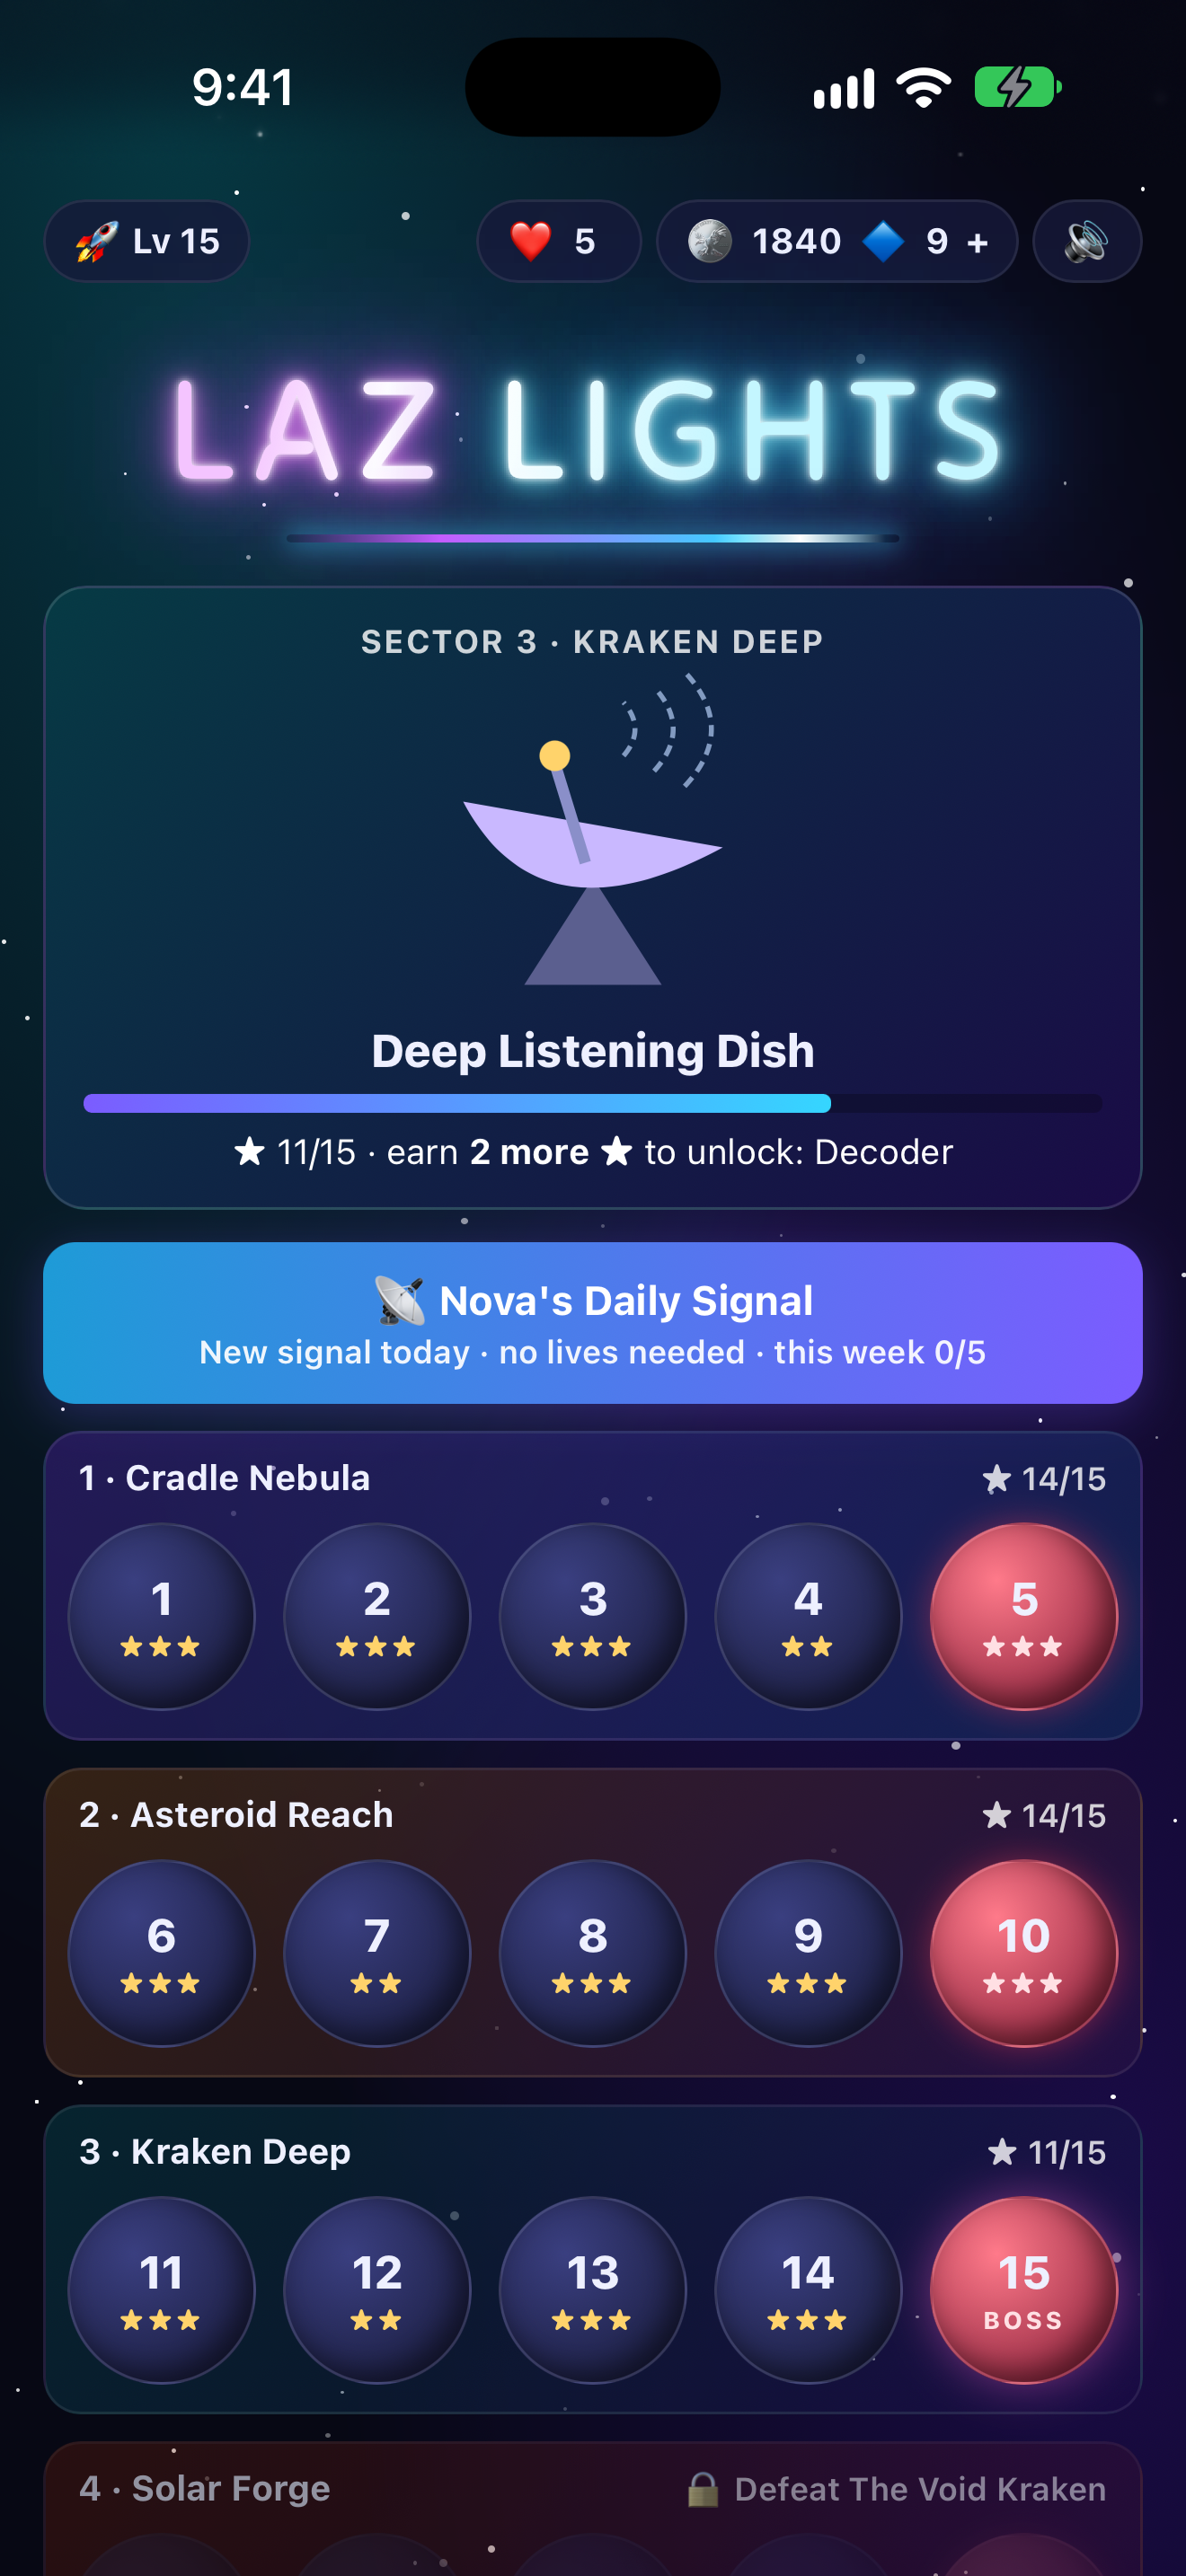 9:41
Lv 15
5
1840 9 +
LAZ LIGHTS
SECTOR 3 · KRAKEN DEEP
Deep Listening Dish
★ 11/15 · earn 2 more ★ to unlock: Decoder
Nova's Daily Signal
New signal today · no lives needed · this week 0/5
1 · Cradle Nebula ★ 14/15
1 2 3 4 5
★★★ ★★★ ★★★ ★★ ★★★
2 · Asteroid Reach ★ 14/15
6 7 8 9 10
★★★ ★★ ★★★ ★★★ ★★★
3 · Kraken Deep ★ 11/15
11 12 13 14 15
★★★ ★★ ★★★ ★★★ BOSS
4 · Solar Forge Defeat The Void Kraken